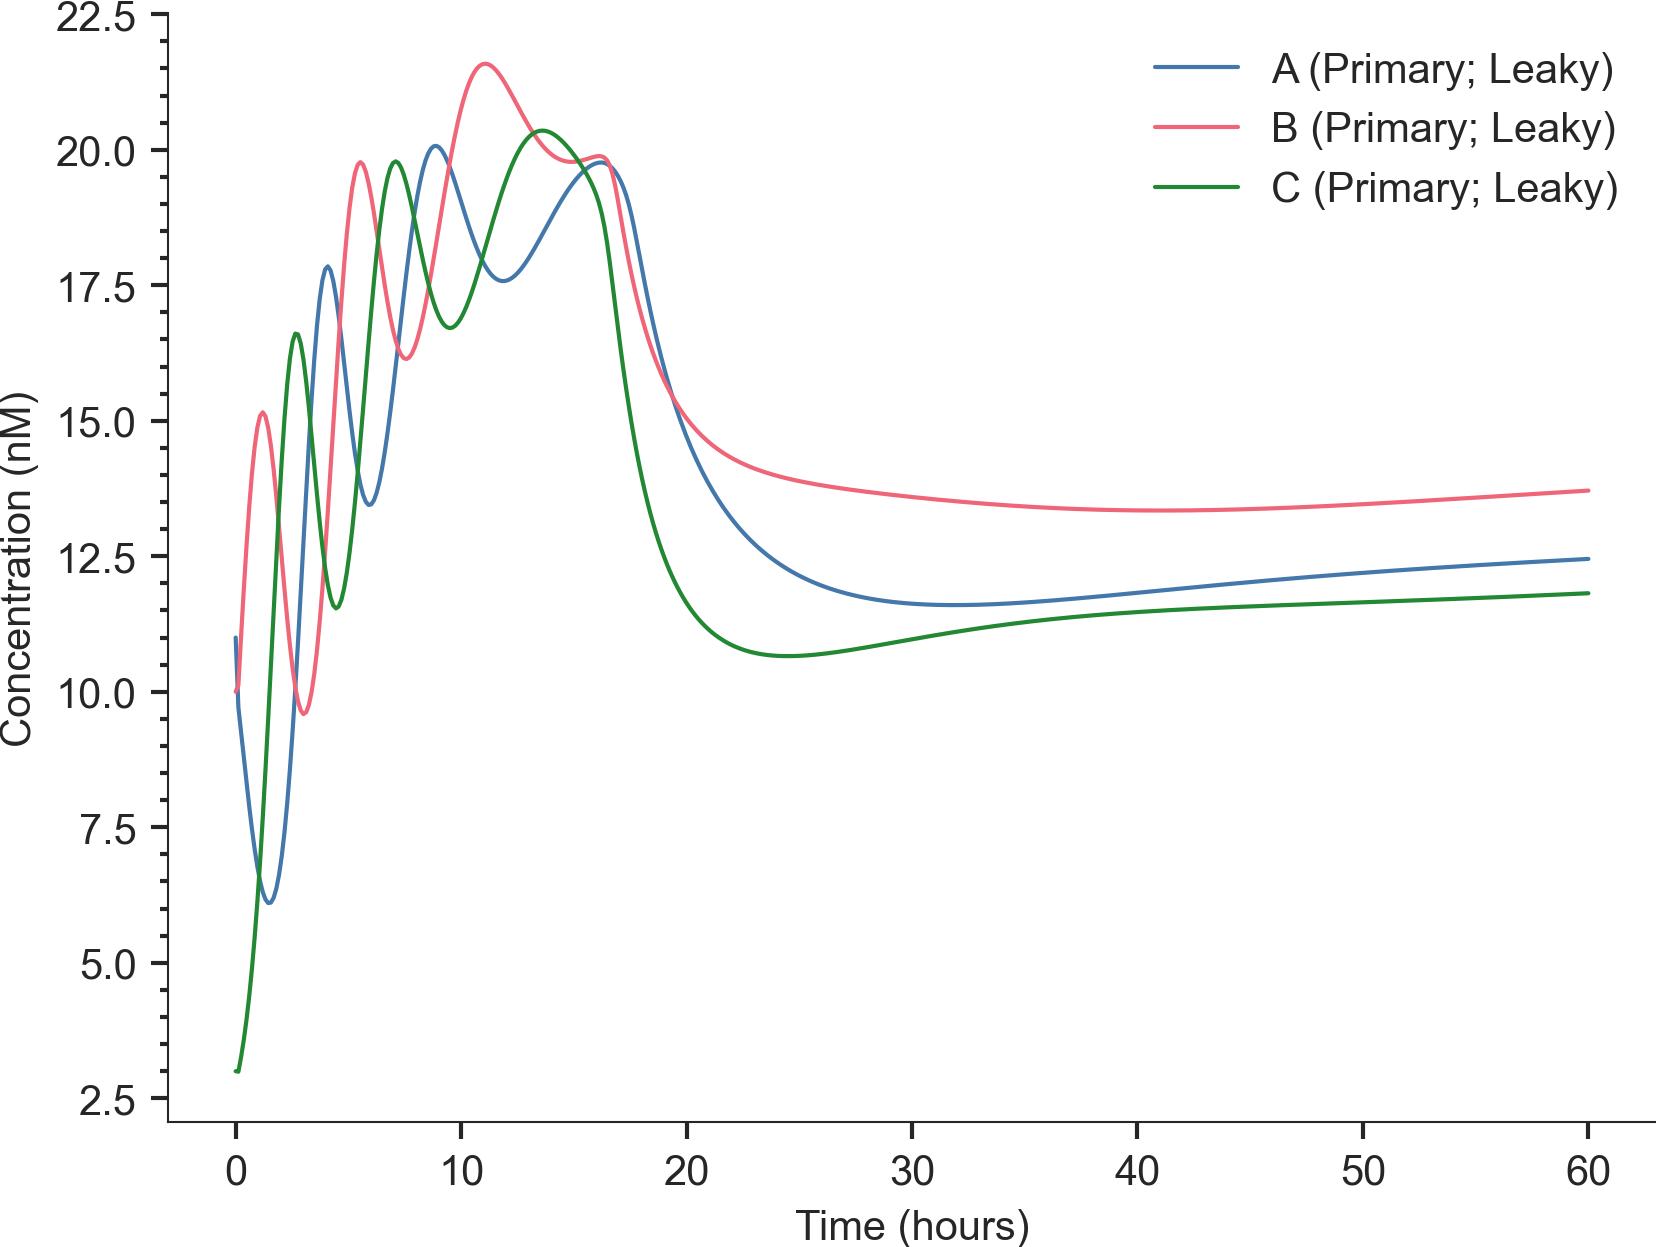 Concentration (nM)
22.5
20.0
17.5
15.0
12.5
10.0
7.5
5.0
2.5
A (Primary; Leaky)
B (Primary; Leaky)
C (Primary; Leaky)
0 10 20 30 40 50 60
Time (hours)